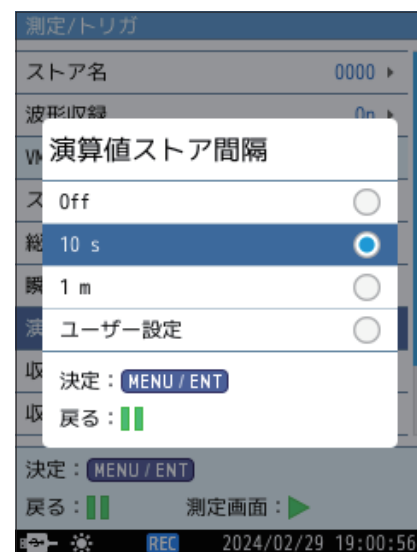 測定/トリガ
ストア名 0000
波形収録 On
演算値ストア間隔
Off
10 s
1 m
ユーザー設定
決定：MENU/ENT
戻る：
決定：MENU/ENT
戻る： 測定画面：
REC 2024/02/29 19:00:56